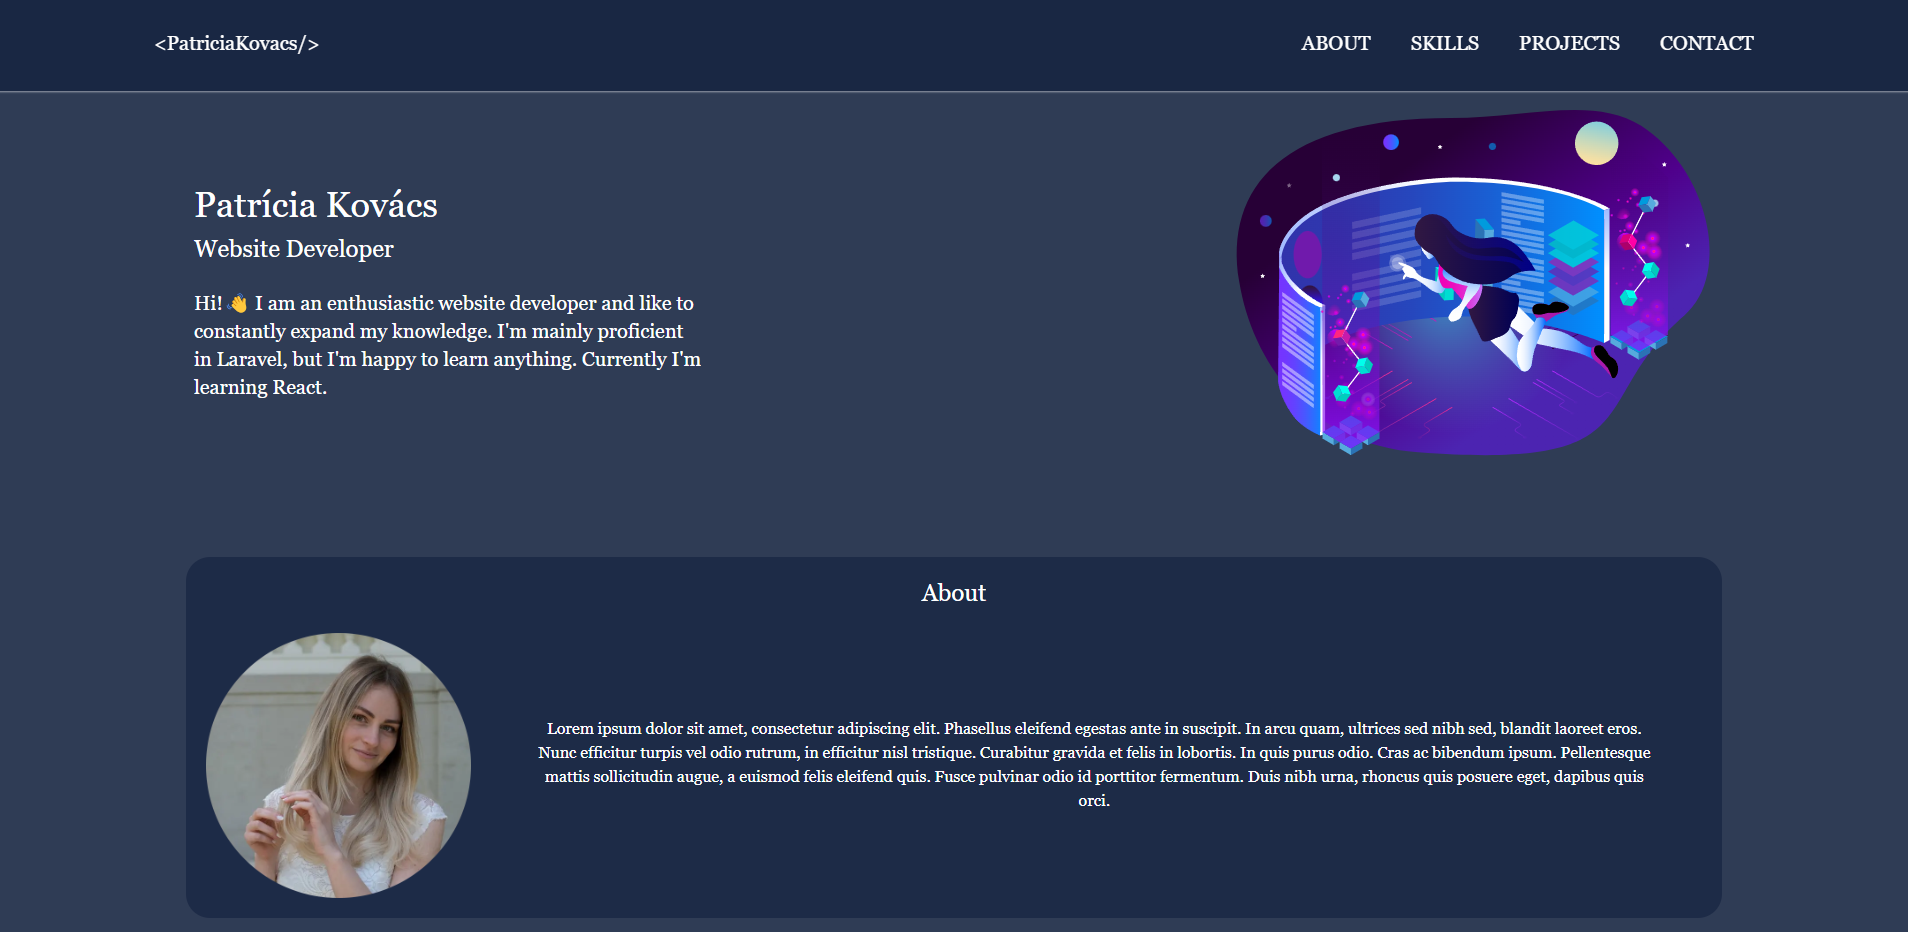 <PatriciaKovacs/>
ABOUT SKILLS PROJECTS CONTACT
Patrícia Kovács
Website Developer
Hi! 👋 I am an enthusiastic website developer and like to
constantly expand my knowledge. I'm mainly proficient
in Laravel, but I'm happy to learn anything. Currently I'm
learning React.
About
Lorem ipsum dolor sit amet, consectetur adipiscing elit. Phasellus eleifend egestas ante in suscipit. In arcu quam, ultrices sed nibh sed, blandit laoreet eros.
Nunc efficitur turpis vel odio rutrum, in efficitur nisl tristique. Curabitur gravida et felis in lobortis. In quis purus odio. Cras ac bibendum ipsum. Pellentesque
mattis sollicitudin augue, a euismod felis eleifend quis. Fusce pulvinar odio id porttitor fermentum. Duis nibh urna, rhoncus quis posuere eget, dapibus quis
orci.